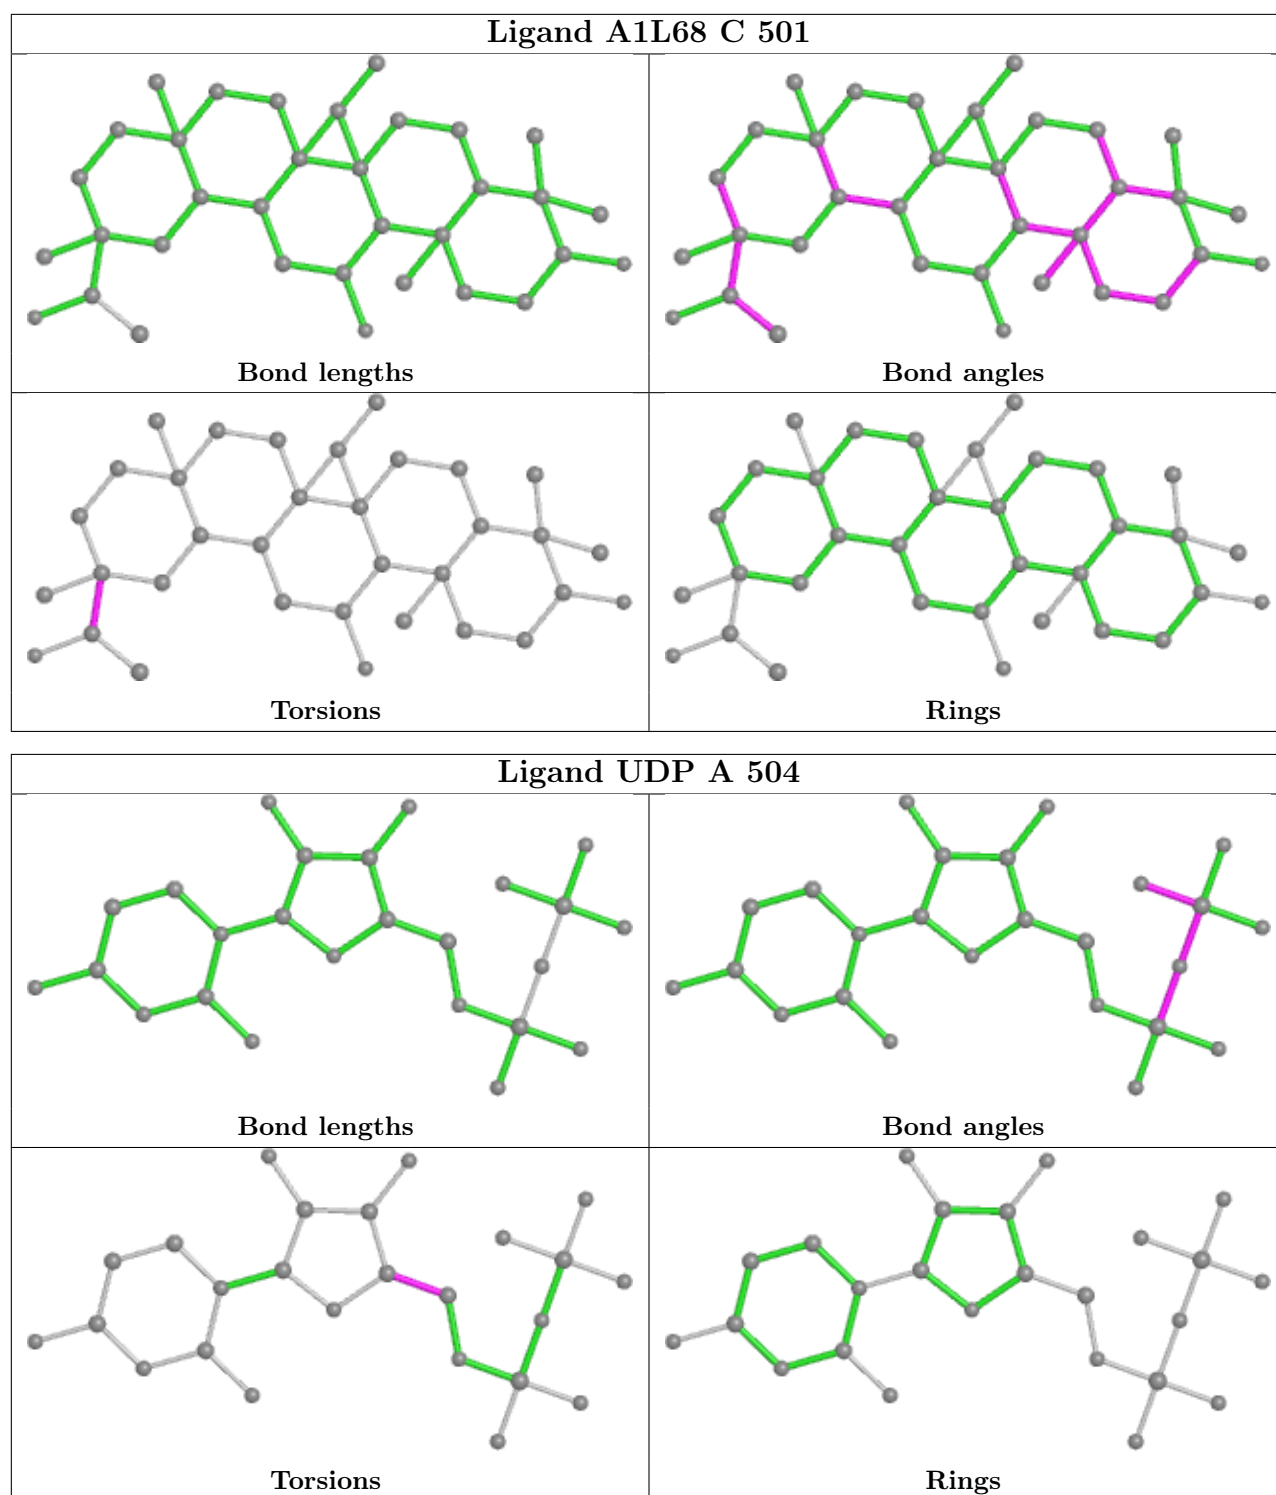 Ligand A1L68 C 501
Bond lengths
Bond angles
Torsions
Rings
Ligand UDP A 504
Bond lengths
Bond angles
Torsions
Rings